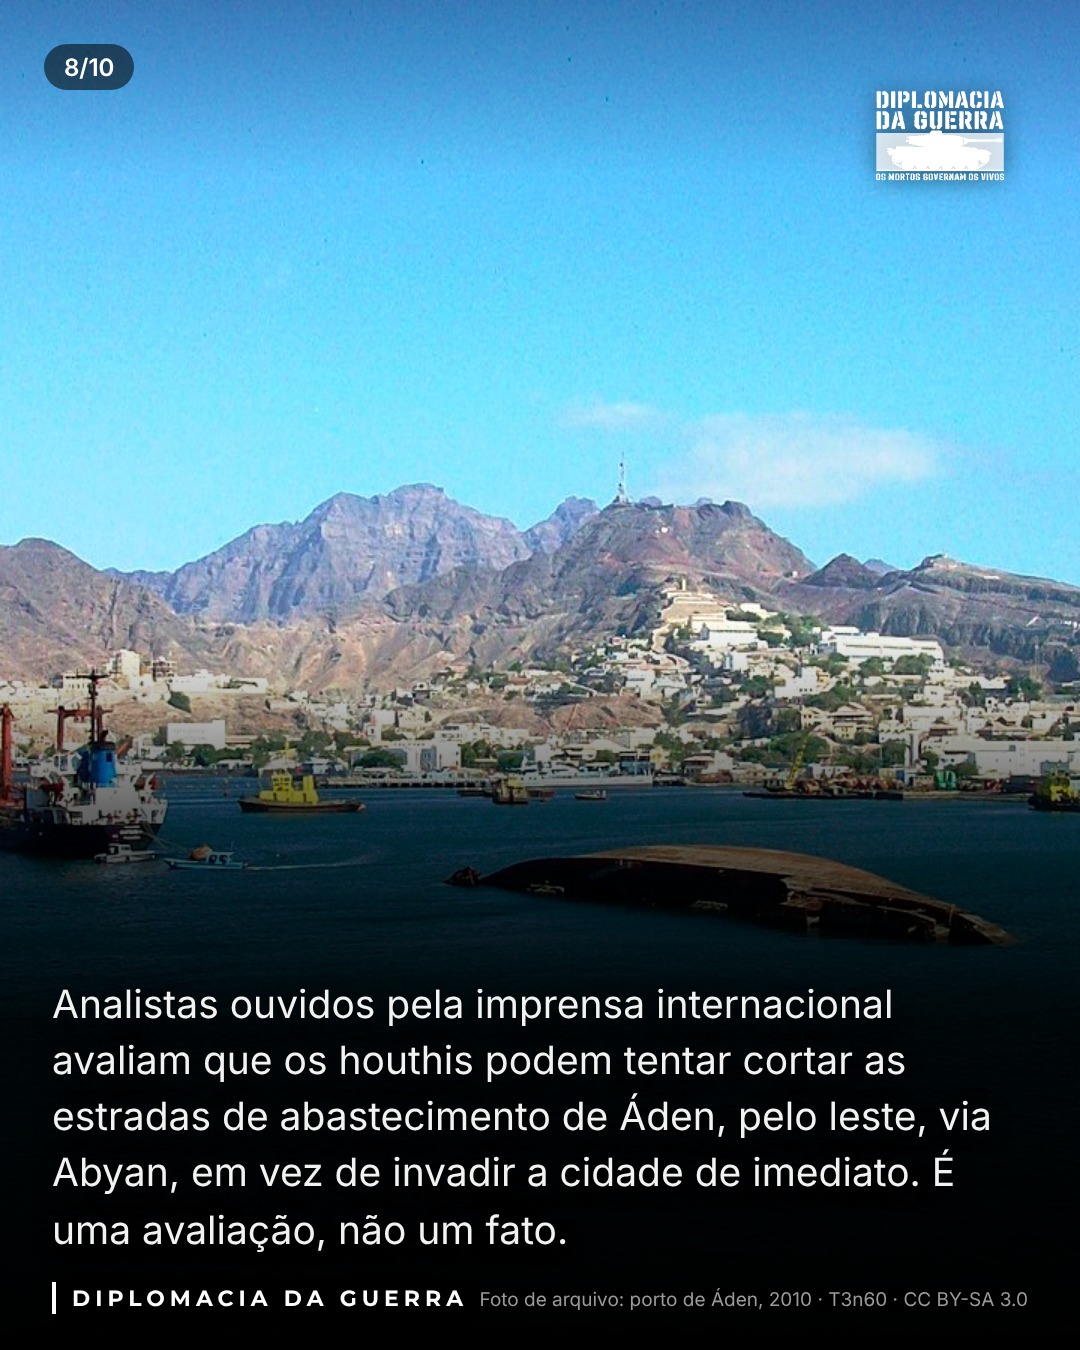 8/10
DIPLOMACIA
DA GUERRA
OS MORTOS GOVERNAM OS VIVOS
Analistas ouvidos pela imprensa internacional
avaliam que os houthis podem tentar cortar as
estradas de abastecimento de Áden, pelo leste, via
Abyan, em vez de invadir a cidade de imediato. É
uma avaliação, não um fato.
DIPLOMACIA DA GUERRA Foto de arquivo: porto de Áden, 2010 · T3n60 · CC BY-SA 3.0